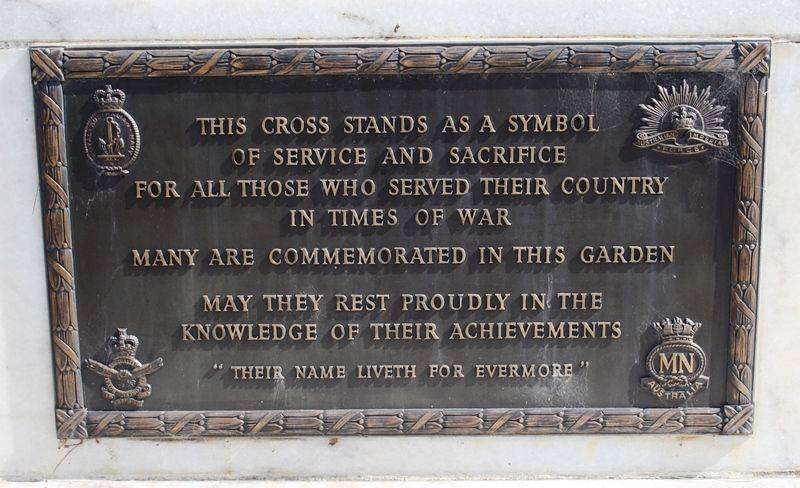 THIS CROSS STANDS AS A SYMBOL
OF SERVICE AND SACRIFICE
FOR ALL THOSE WHO SERVED THEIR COUNTRY
IN TIMES OF WAR
MANY ARE COMMEMORATED IN THIS GARDEN
MAY THEY REST PROUDLY IN THE
KNOWLEDGE OF THEIR ACHIEVEMENTS
" THEIR NAME LIVETH FOR EVERMORE "
MN
AUSTRALIA